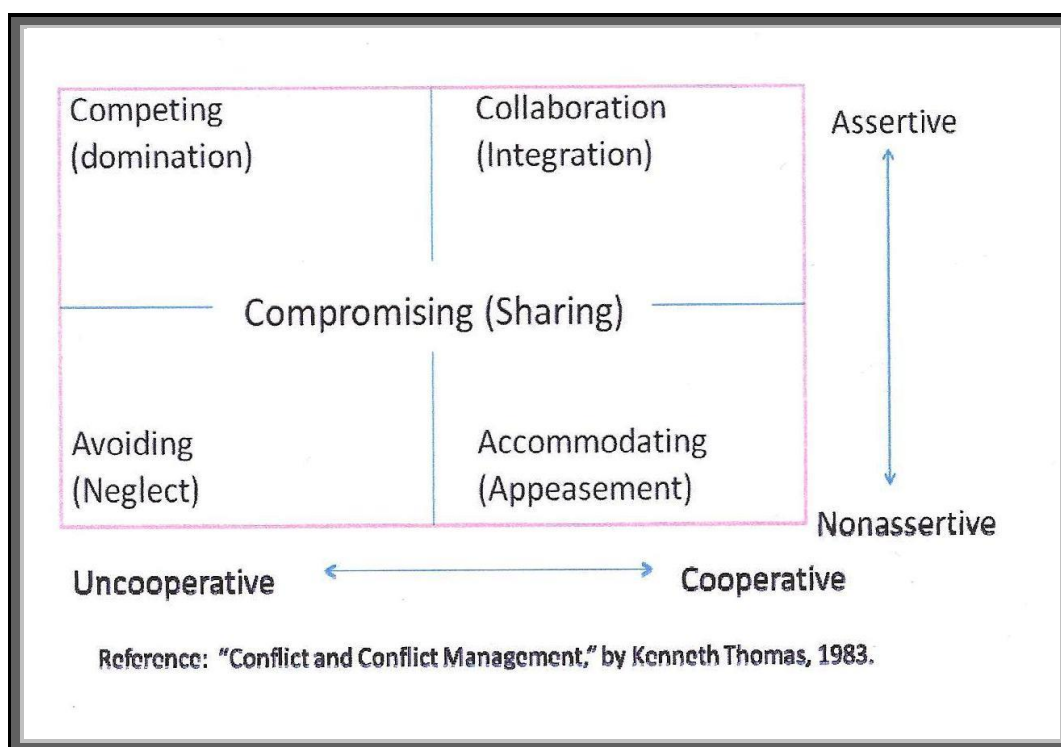 Competing
(domination)
Collaboration
(Integration)
Assertive
Compromising (Sharing)
Avoiding
(Neglect)
Accommodating
(Appeasement)
Nonassertive
Uncooperative
Cooperative
Reference: "Conflict and Conflict Management," by Kenneth Thomas, 1983.